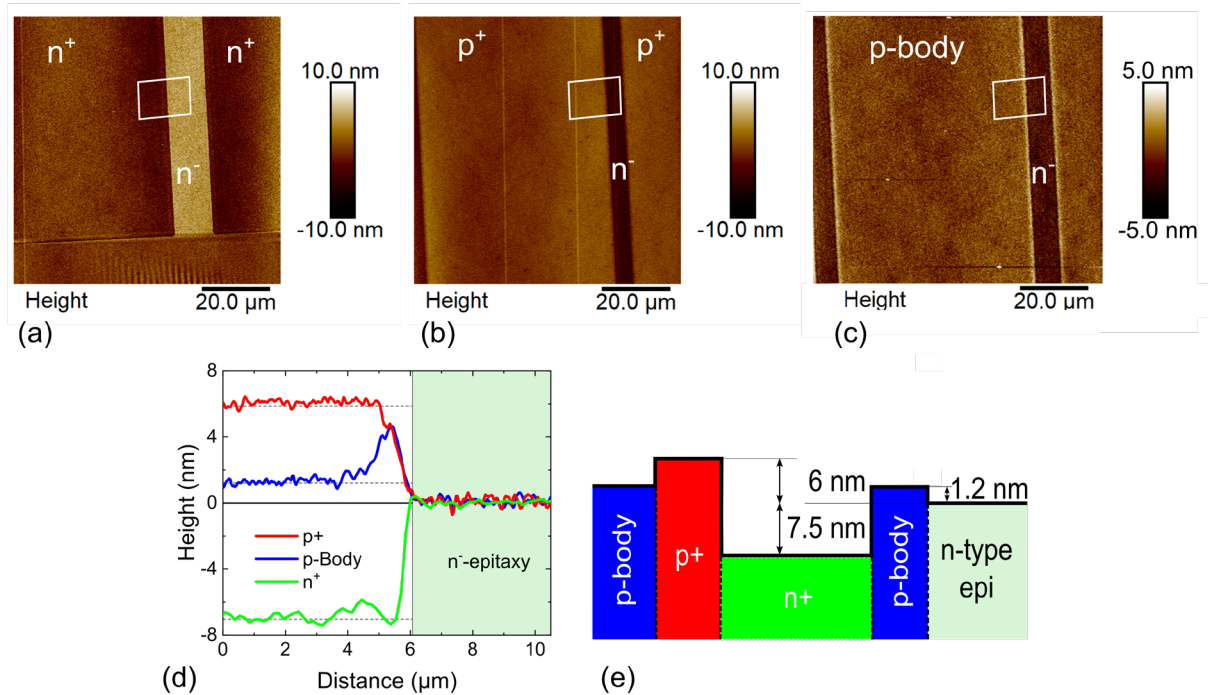 n⁺
n⁺
n⁻
10.0 nm
-10.0 nm
Height
20.0 µm
(a)
p⁺
p⁺
n⁻
10.0 nm
-10.0 nm
Height
20.0 µm
(b)
p-body
n⁻
5.0 nm
-5.0 nm
Height
20.0 µm
(c)
Height (nm)
8
4
0
-4
-8
p+
p-Body
n⁺
n⁻-epitaxy
0 2 4 6 8 10
Distance (µm)
(d)
p-body
p+
n+
p-body
n-type
epi
6 nm
7.5 nm
1.2 nm
(e)